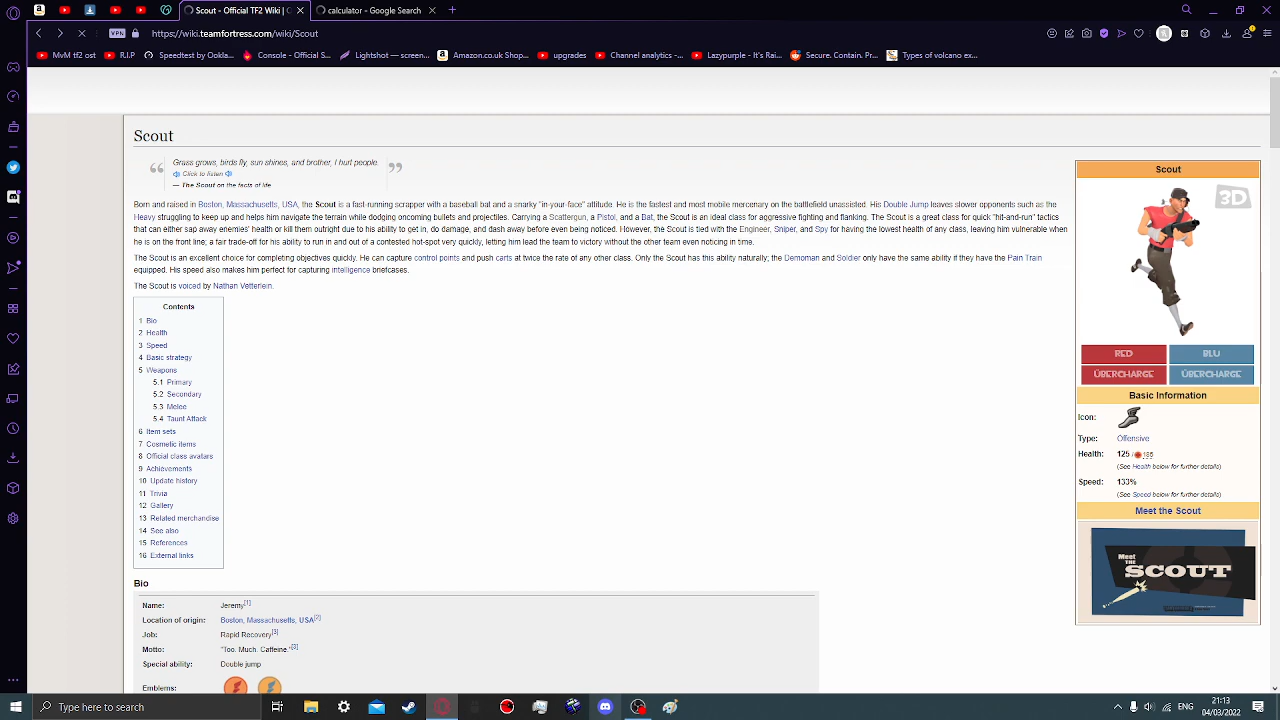 Scout - Official TF2 Wiki | O
calculator - Google Search
VPN
https://wiki.teamfortress.com/wiki/Scout
MvM tf2 ost
R.I.P
Speedtest by Ookla...
Console - Official S...
Lightshot — screen...
Amazon.co.uk Shop...
upgrades
Channel analytics -...
Lazypurple - It's Rai...
Secure. Contain. Pr...
Types of volcano ex...
Scout
Grass grows, birds fly, sun shines, and brother, I hurt people.
Click to listen
— The Scout on the facts of life
Born and raised in Boston, Massachusetts, USA, the Scout is a fast-running scrapper with a baseball bat and a snarky "in-your-face" attitude. He is the fastest and most mobile mercenary on the battlefield when unassisted. His Double Jump leaves slower opponents such as the
Heavy struggling to keep up and helps him navigate the terrain while dodging oncoming bullets and projectiles. Carrying a Scattergun, a Pistol, and a Bat, the Scout is an ideal class for aggressive fighting and flanking. The Scout is a great class for quick "hit-and-run" tactics
that can either sap away enemies' health or kill them outright due to his ability to get in, do damage, and dash away before even being noticed. However, the Scout is tied with the Engineer, Sniper, and Spy for having the lowest health of any class, leaving him vulnerable when
he is on the front line; a fair trade-off for his ability to run in and out of a contested hot-spot very quickly, letting him lead the team to victory without the other team even noticing in time.
The Scout is an excellent choice for completing objectives quickly. He can capture control points and push carts at twice the rate of any other class. Only the Scout has this ability naturally; the Demoman and Soldier only have the same ability if they have the Pain Train
equipped. His speed also makes him perfect for capturing intelligence briefcases.
The Scout is voiced by Nathan Vetterlein.
Contents
1 Bio
2 Health
3 Speed
4 Basic strategy
5 Weapons
5.1 Primary
5.2 Secondary
5.3 Melee
5.4 Taunt Attack
6 Item sets
7 Cosmetic items
8 Official class avatars
9 Achievements
10 Update history
11 Trivia
12 Gallery
13 Related merchandise
14 See also
15 References
16 External links
Bio
Name: Jeremy[1]
Location of origin: Boston, Massachusetts, USA[2]
Job: Rapid Recovery[3]
Motto: "Too. Much. Caffeine."[3]
Special ability: Double jump
Emblems:
Scout
3D
RED BLU
ÜBERCHARGE ÜBERCHARGE
Basic Information
Icon:
Type: Offensive
Health: 125 / 185
(See Health below for further details)
Speed: 133%
(See Speed below for further details)
Meet the Scout
Meet
THE
SCOUT
Type here to search
ENG
21:13
04/03/2022